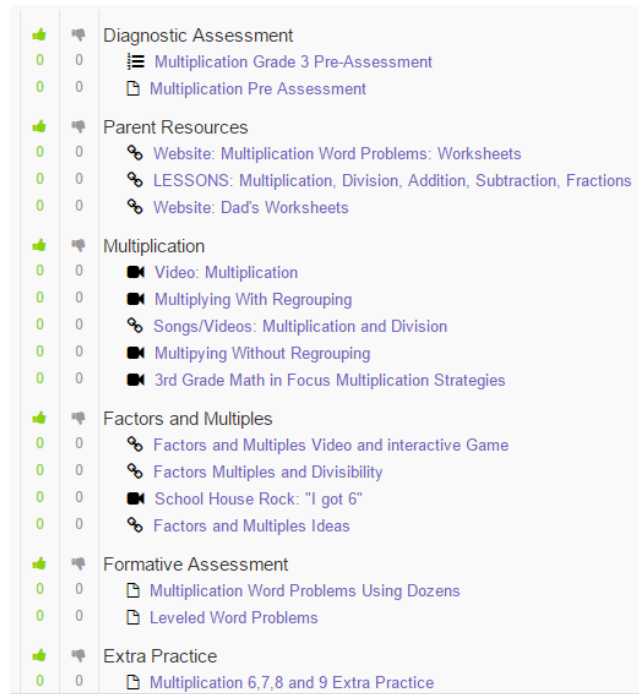 Diagnostic Assessment
0 0 Multiplication Grade 3 Pre-Assessment
0 0 Multiplication Pre Assessment
Parent Resources
0 0 Website: Multiplication Word Problems: Worksheets
0 0 LESSONS: Multiplication, Division, Addition, Subtraction, Fractions
0 0 Website: Dad's Worksheets
Multiplication
0 0 Video: Multiplication
0 0 Multiplying With Regrouping
0 0 Songs/Videos: Multiplication and Division
0 0 Multipying Without Regrouping
0 0 3rd Grade Math in Focus Multiplication Strategies
Factors and Multiples
0 0 Factors and Multiples Video and interactive Game
0 0 Factors Multiples and Divisibility
0 0 School House Rock: "I got 6"
0 0 Factors and Multiples Ideas
Formative Assessment
0 0 Multiplication Word Problems Using Dozens
0 0 Leveled Word Problems
Extra Practice
0 0 Multiplication 6,7,8 and 9 Extra Practice